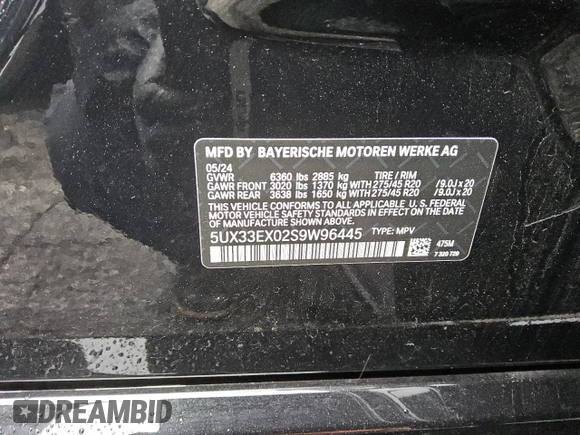 MFD BY BAYERISCHE MOTOREN WERKE AG
05/24
GVWR 6360 lbs 2885 kg TIRE / RIM
GAWR FRONT 3020 lbs 1370 kg WITH 275/45 R20 /9.0J x 20
GAWR REAR 3638 lbs 1650 kg WITH 275/45 R20 /9.0J x 20
THIS VEHICLE CONFORMS TO ALL APPLICABLE U. S. FEDERAL
MOTOR VEHICLE SAFETY STANDARDS IN EFFECT ON THE DATE
OF MANUFACTURE SHOWN ABOVE.
5UX33EX02S9W96445 TYPE: MPV
475M
7 320 729
DREAMBID